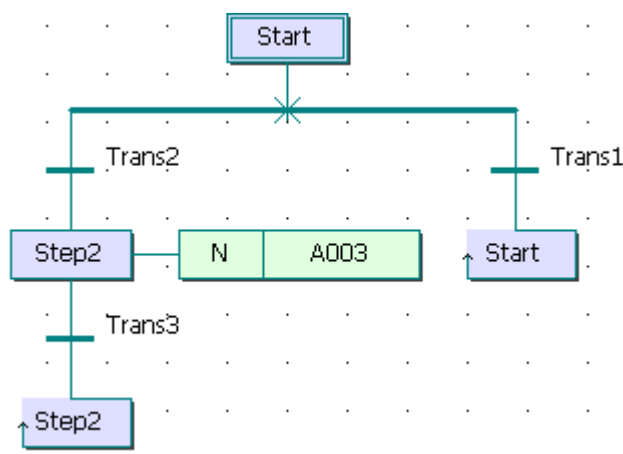 Start
Trans2
Trans1
Step2
N
A003
Start
Trans3
Step2